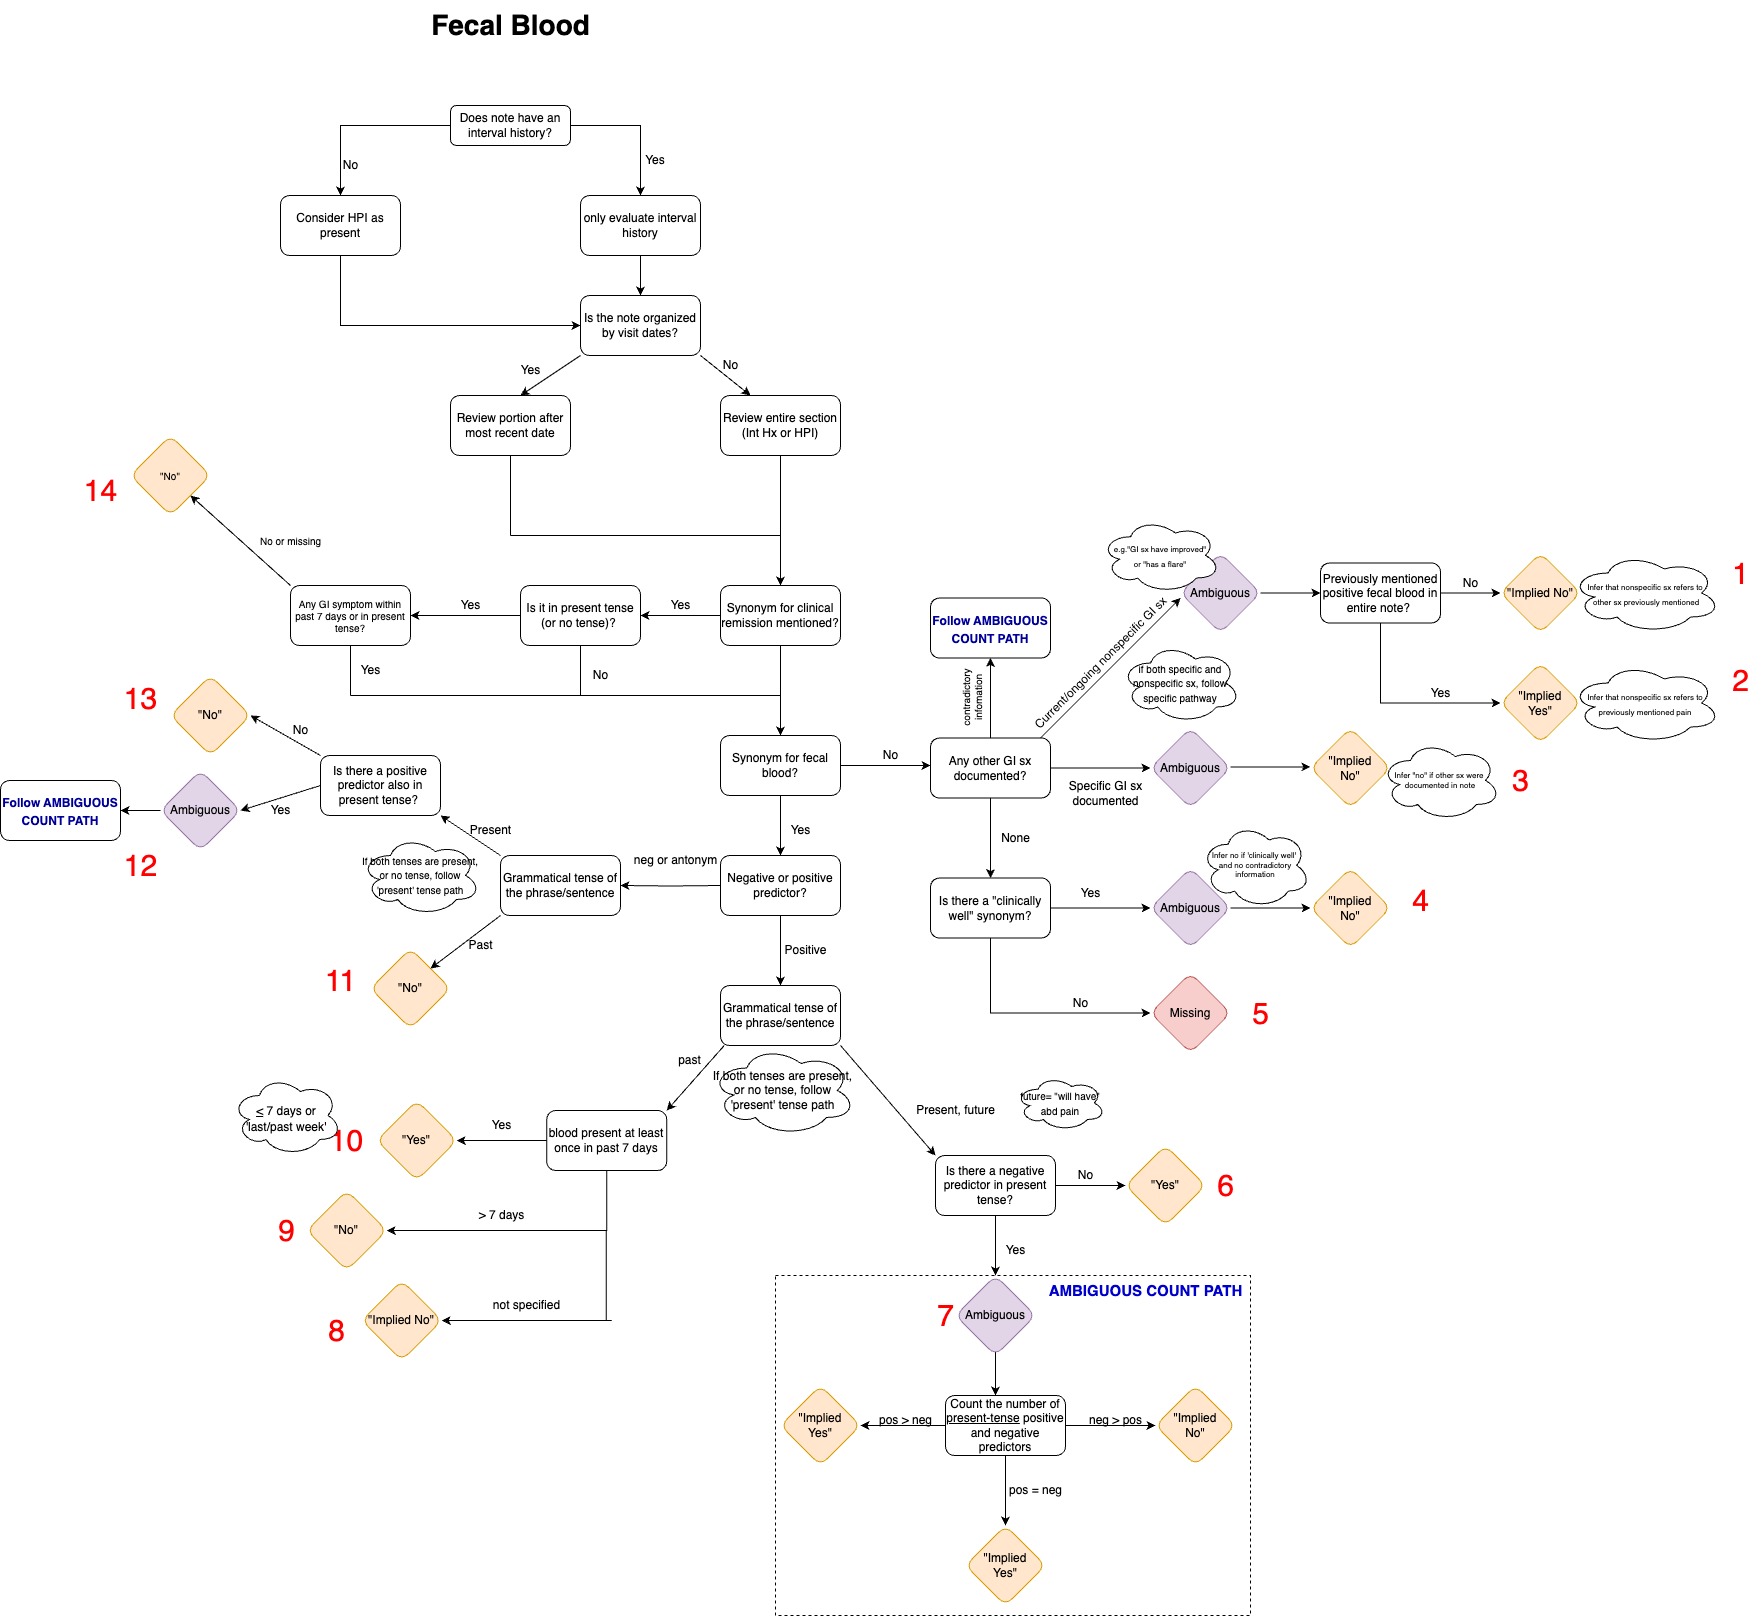 Fecal Blood
Does note have an
interval history?
No
Yes
Consider HPI as
present
only evaluate interval
history
Is the note organized
by visit dates?
Yes
No
Review portion after
most recent date
Review entire section
(Int Hx or HPI)
"No"
14
No or missing
Any GI symptom within
past 7 days or in present
tense?
Yes
Is it in present tense
(or no tense)?
Yes
Synonym for clinical
remission mentioned?
Yes
No
13
"No"
No
Is there a positive
predictor also in
present tense?
Yes
Ambiguous
Follow AMBIGUOUS
COUNT PATH
12
Present
If both tenses are present,
or no tense, follow
'present' tense path
Grammatical tense of
the phrase/sentence
neg or antonym
Past
11
"No"
Synonym for fecal
blood?
No
Yes
Negative or positive
predictor?
Positive
Grammatical tense of
the phrase/sentence
past
If both tenses are present,
or no tense, follow
'present' tense path
Present, future
future= "will have"
abd pain
≤ 7 days or
'last/past week'
10
"Yes"
Yes
blood present at least
once in past 7 days
9
"No"
> 7 days
8
"Implied No"
not specified
Is there a negative
predictor in present
tense?
No
"Yes"
6
Yes
AMBIGUOUS COUNT PATH
7
Ambiguous
Count the number of
present-tense positive
and negative
predictors
pos > neg
"Implied
Yes"
neg > pos
"Implied
No"
pos = neg
"Implied
Yes"
Any other GI sx
documented?
contradictory
infomation
Follow AMBIGUOUS
COUNT PATH
Current/ongoing nonspecific GI sx
e.g."GI sx have improved"
or "has a flare"
Ambiguous
Previously mentioned
positive fecal blood in
entire note?
No
"Implied No"
Infer that nonspecific sx refers to
other sx previously mentioned
1
Yes
"Implied
Yes"
Infer that nonspecific sx refers to
previously mentioned pain
2
If both specific and
nonspecific sx, follow
specific pathway
Specific GI sx
documented
Ambiguous
"Implied
No"
Infer "no" if other sx were
documented in note
3
None
Is there a "clinically
well" synonym?
Yes
Ambiguous
Infer no if 'clinically well'
and no contradictory
information
"Implied
No"
4
No
Missing
5